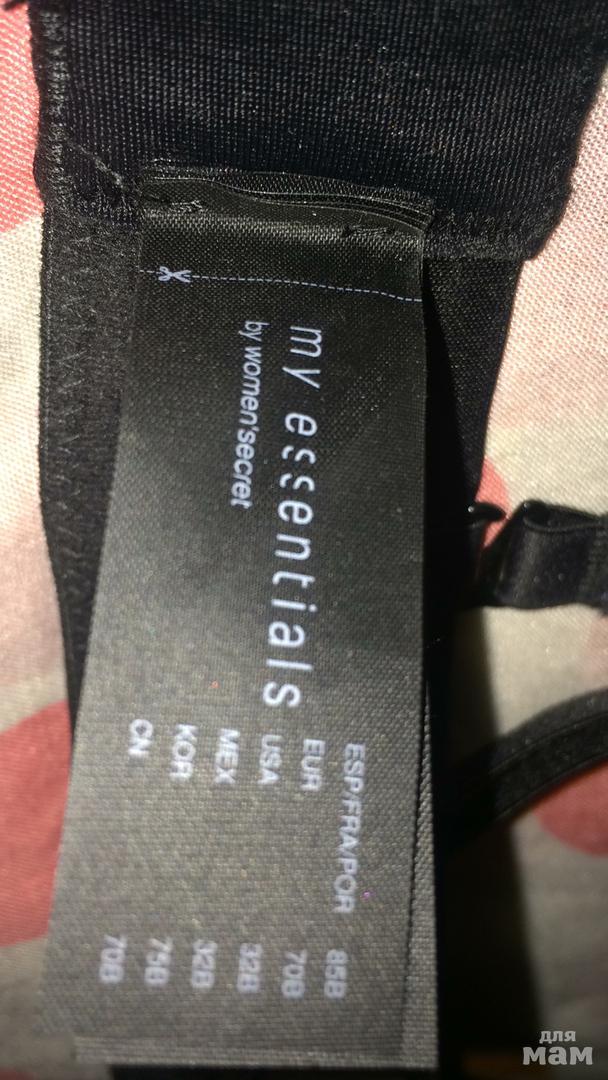 my essentials
by women'secret
ESP/FRA/POR 85B
EUR 70B
USA 32B
MEX 32B
KOR 75B
CN 70B
для
мам